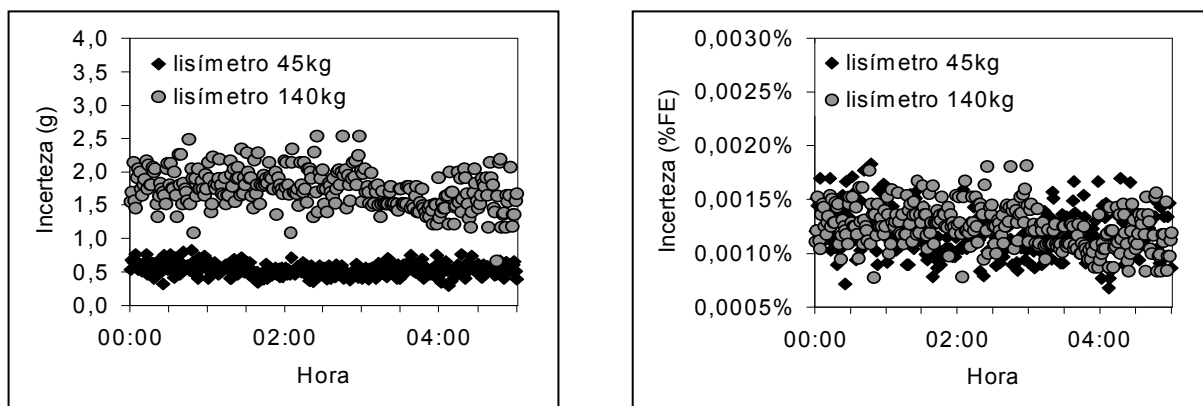 4,0
3,5
3,0
2,5
2,0
1,5
1,0
0,5
0,0
Incerteza (g)
lisímetro 45kg
lisímetro 140kg
00:00 02:00 04:00
Hora
0,0030%
0,0025%
0,0020%
0,0015%
0,0010%
0,0005%
Incerteza (%FE)
lisímetro 45kg
lisímetro 140kg
00:00 02:00 04:00
Hora